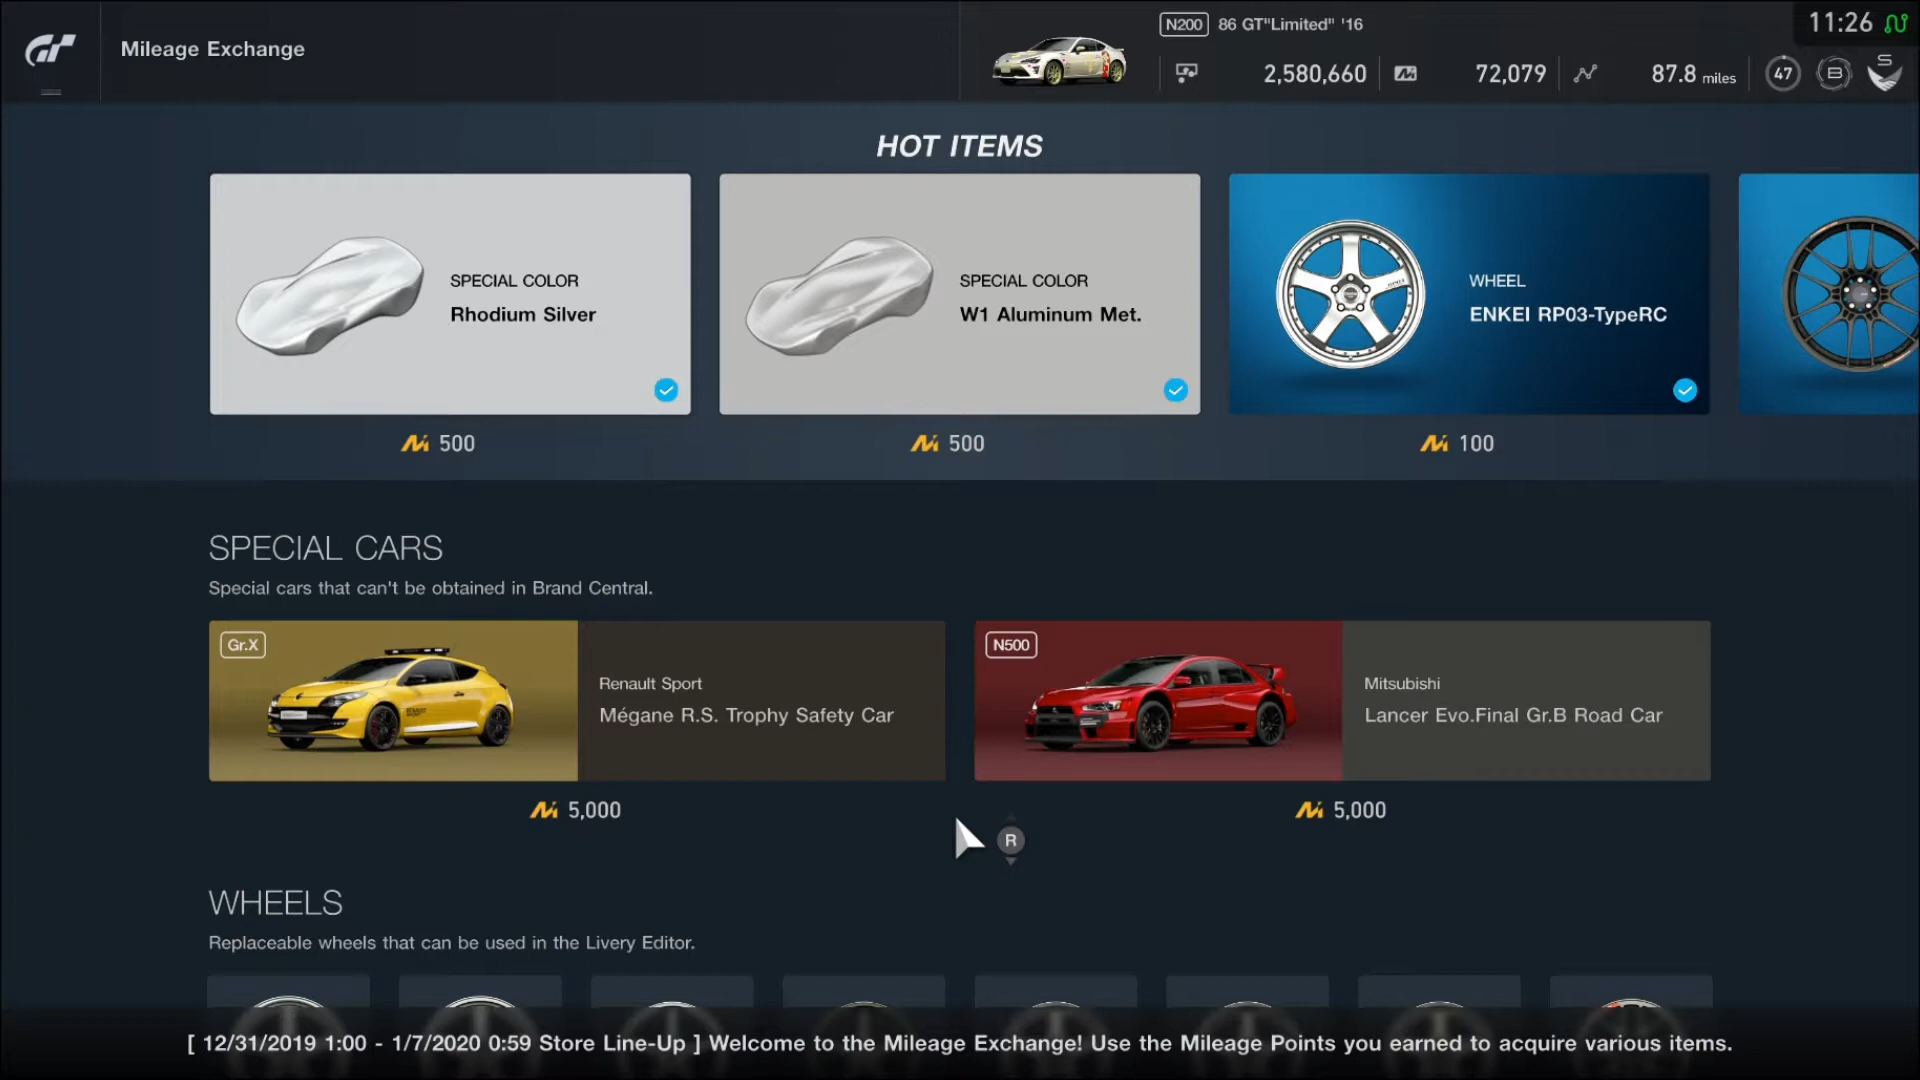 Mileage Exchange
N200 86 GT"Limited" '16
11:26
2,580,660
72,079
87.8 miles
47
B
S
HOT ITEMS
SPECIAL COLOR
Rhodium Silver
500
SPECIAL COLOR
W1 Aluminum Met.
500
WHEEL
ENKEI RP03-TypeRC
100
SPECIAL CARS
Special cars that can't be obtained in Brand Central.
Gr.X
Renault Sport
Mégane R.S. Trophy Safety Car
5,000
N500
Mitsubishi
Lancer Evo.Final Gr.B Road Car
5,000
R
WHEELS
Replaceable wheels that can be used in the Livery Editor.
[ 12/31/2019 1:00 - 1/7/2020 0:59 Store Line-Up ] Welcome to the Mileage Exchange! Use the Mileage Points you earned to acquire various items.